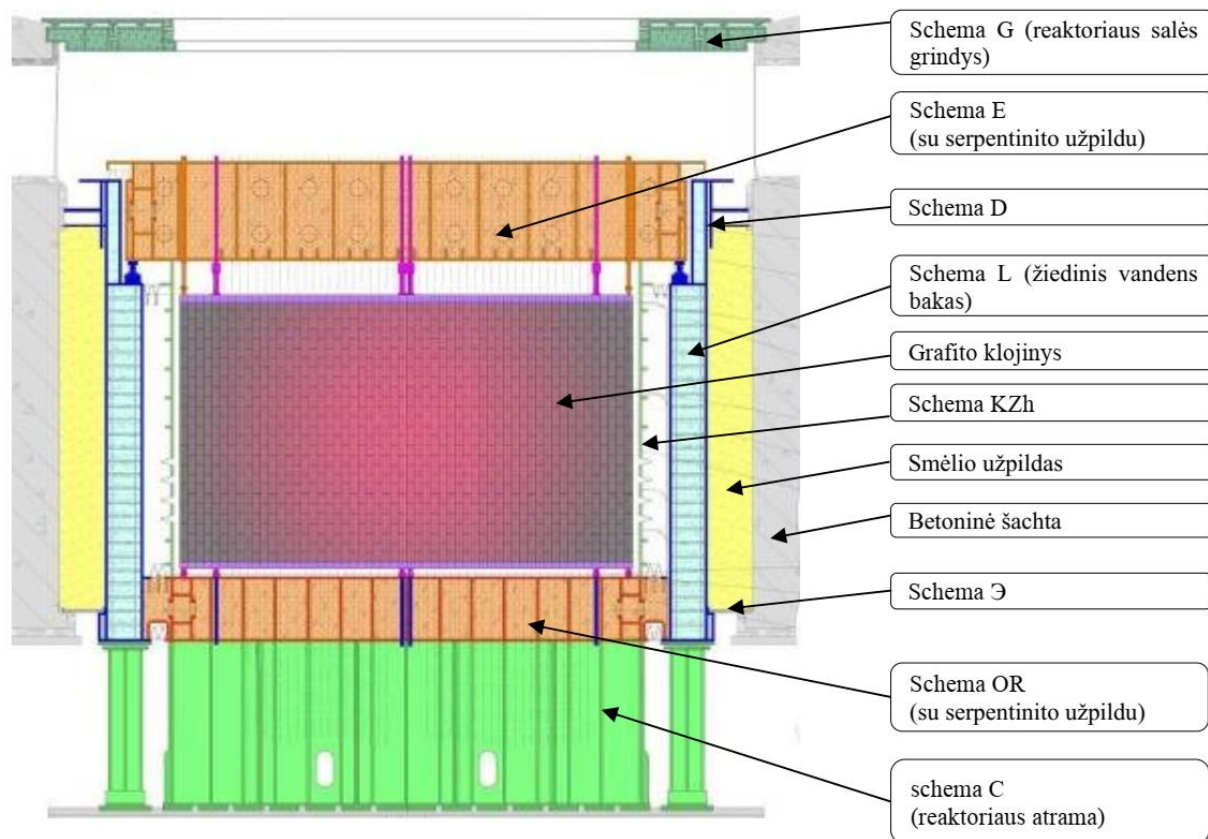 Schema G (reaktoriaus salės
grindys)
Schema E
(su serpentinito užpildu)
Schema D
Schema L (žiedinis vandens
bakas)
Grafito klojinys
Schema KZh
Smėlio užpildas
Betoninė šachta
Schema Э
Schema OR
(su serpentinito užpildu)
schema C
(reaktoriaus atrama)